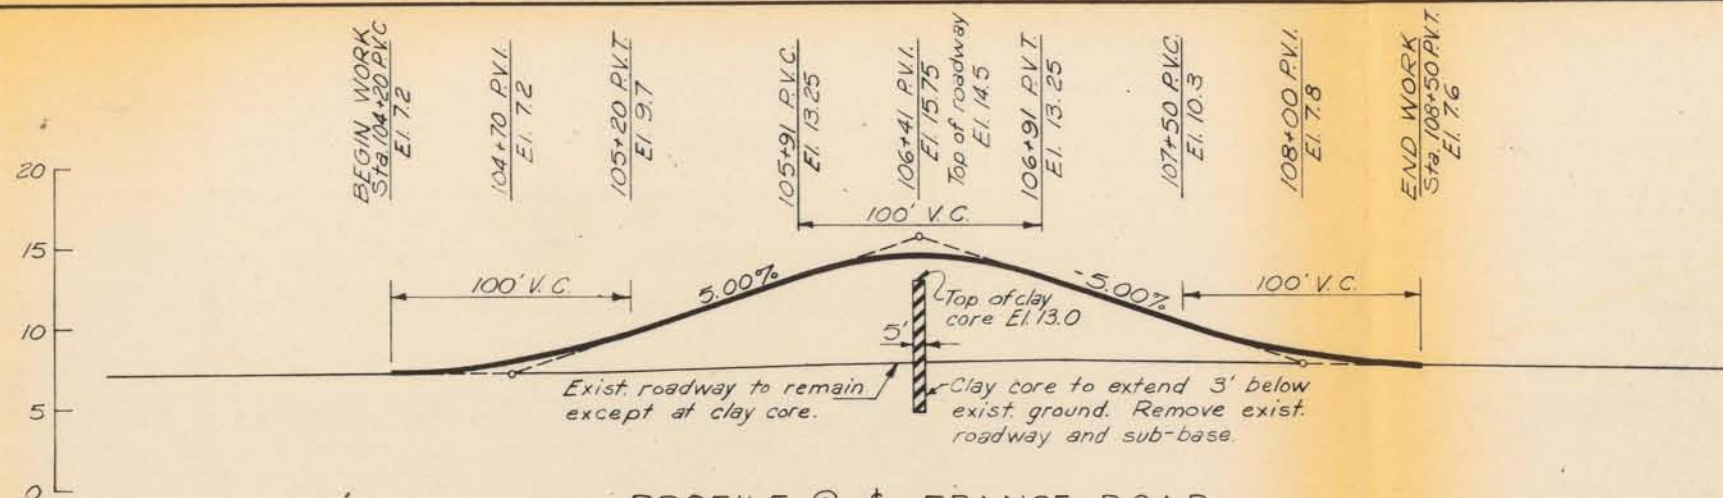 BEGIN WORK
Sta. 104+20 P.V.C
El. 7.2
104+70 P.V.I.
El. 7.2
105+20 P.V.T.
El. 9.7
105+91 P.V.C.
El. 13.25
106+41 P.V.I.
El. 15.75
Top of roadway
El. 14.5
106+91 P.V.T.
El. 13.25
107+50 P.V.C.
El. 10.3
108+00 P.V.I.
El. 7.8
END WORK
Sta. 108+50 P.V.T.
El. 7.6
20
15
10
5
0
100' V.C.
100' V.C.
100' V.C.
5.00%
-5.00%
Top of clay
core El. 13.0
5'
Exist. roadway to remain
except at clay core.
Clay core to extend 3' below
exist. ground. Remove exist.
roadway and sub-base.
PROFILE @ FRANCE ROAD